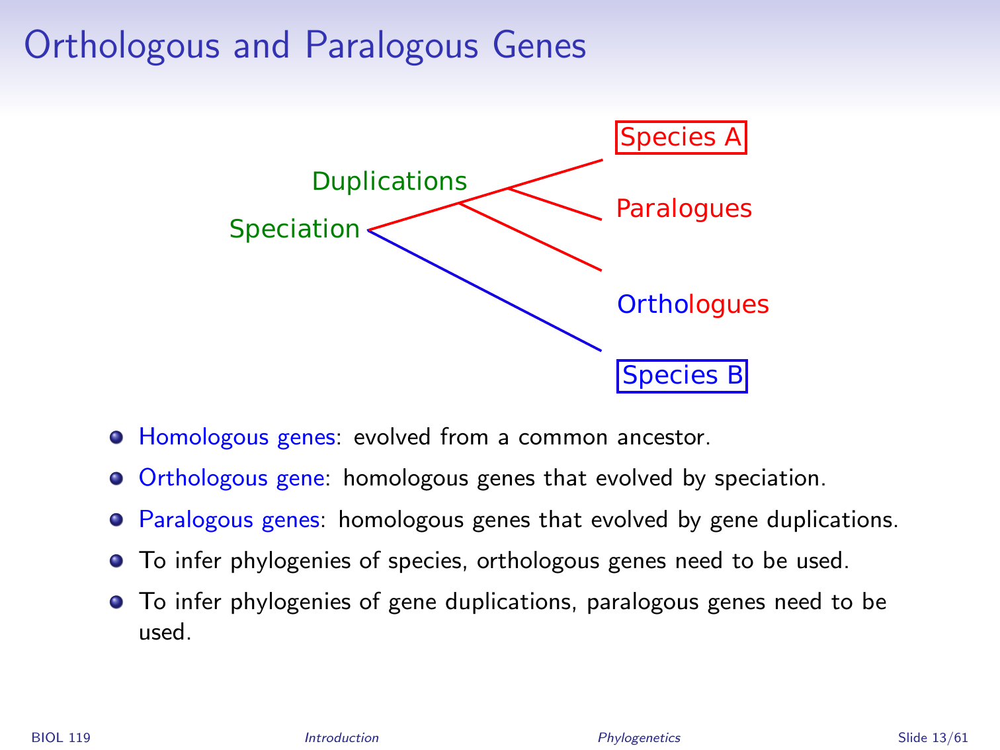 Orthologous and Paralogous Genes
Species A
Duplications
Paralogues
Speciation
Orthologues
Species B
Homologous genes: evolved from a common ancestor.
Orthologous gene: homologous genes that evolved by speciation.
Paralogous genes: homologous genes that evolved by gene duplications.
To infer phylogenies of species, orthologous genes need to be used.
To infer phylogenies of gene duplications, paralogous genes need to be
used.
BIOL 119 Introduction Phylogenetics Slide 13/61